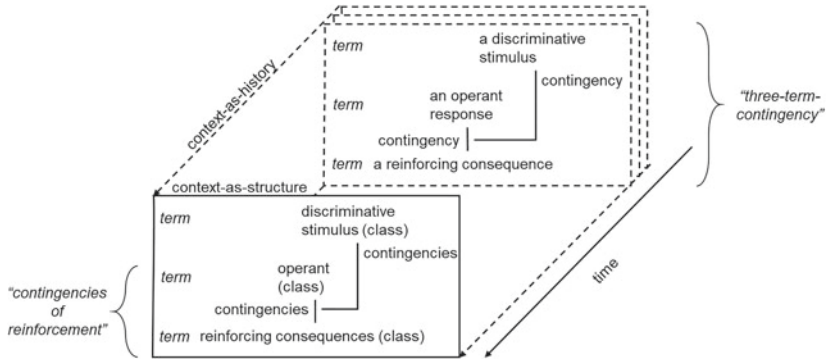 term
a discriminative
stimulus
contingency
term
an operant
response
contingency
term a reinforcing consequence
"three-term-
contingency"
context-as-history
context-as-structure
term
discriminative
stimulus (class)
contingencies
term
operant
(class)
contingencies
term reinforcing consequences (class)
"contingencies
of
reinforcement"
time